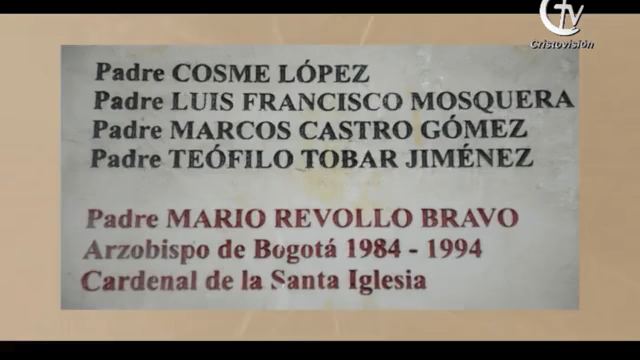 CTV
Cristovisión
Padre COSME LÓPEZ
Padre LUIS FRANCISCO MOSQUERA
Padre MARCOS CASTRO GÓMEZ
Padre TEÓFILO TOBAR JIMÉNEZ
Padre MARIO REVOLLO BRAVO
Arzobispo de Bogotá 1984 - 1994
Cardenal de la Santa Iglesia